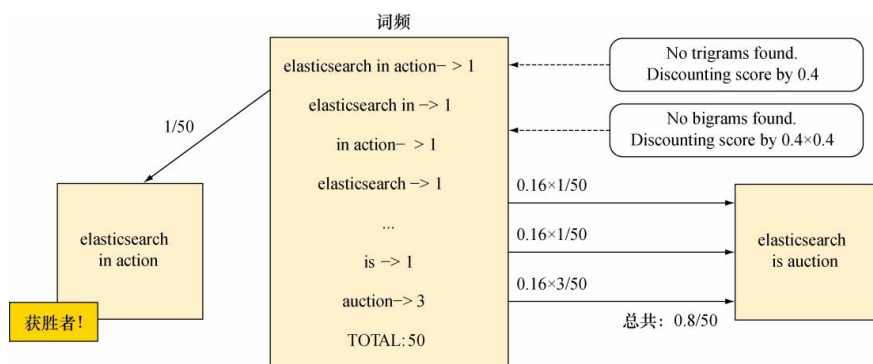 词频
elasticsearch in action− > 1
elasticsearch in −> 1
in action− > 1
elasticsearch −> 1
...
is −> 1
auction−> 3
TOTAL: 50
No trigrams found.
Discounting score by 0.4
No bigrams found.
Discounting score by 0.4×0.4
1/50
elasticsearch
in action
获胜者!
0.16×1/50
0.16×1/50
0.16×3/50
总共: 0.8/50
elasticsearch
is auction